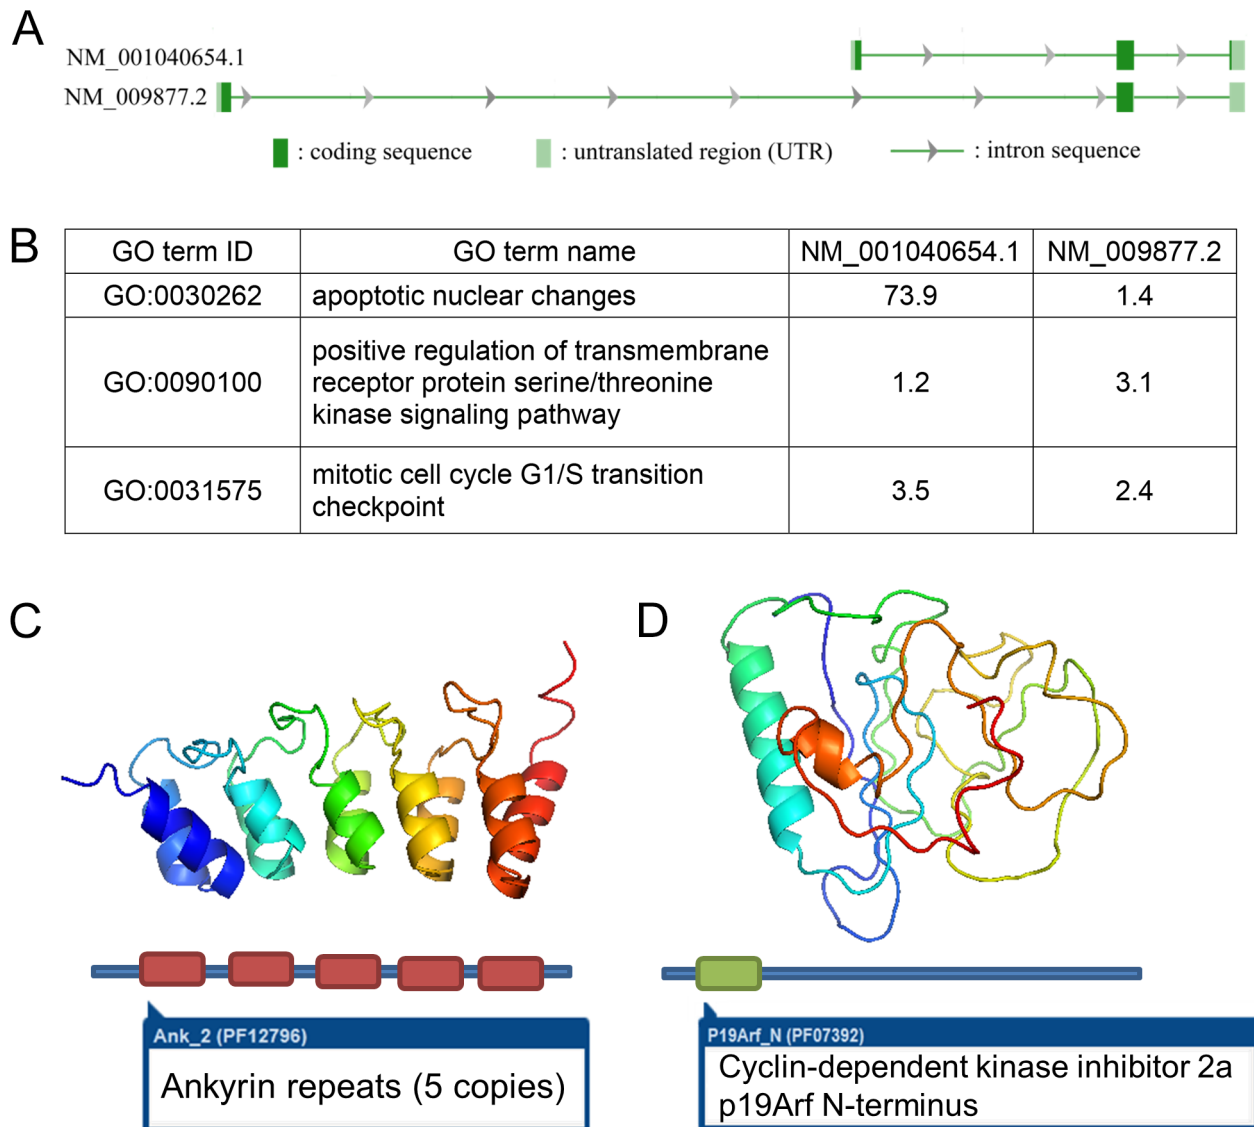 A
NM_001040654.1
NM_009877.2
: coding sequence
: untranslated region (UTR)
: intron sequence
B
GO term ID
GO term name
NM_001040654.1
NM_009877.2
GO:0030262
apoptotic nuclear changes
73.9
1.4
GO:0090100
positive regulation of transmembrane
receptor protein serine/threonine
kinase signaling pathway
1.2
3.1
GO:0031575
mitotic cell cycle G1/S transition
checkpoint
3.5
2.4
C
D
Ank_2 (PF12796)
Ankyrin repeats (5 copies)
P19Arf_N (PF07392)
Cyclin-dependent kinase inhibitor 2a
p19Arf N-terminus